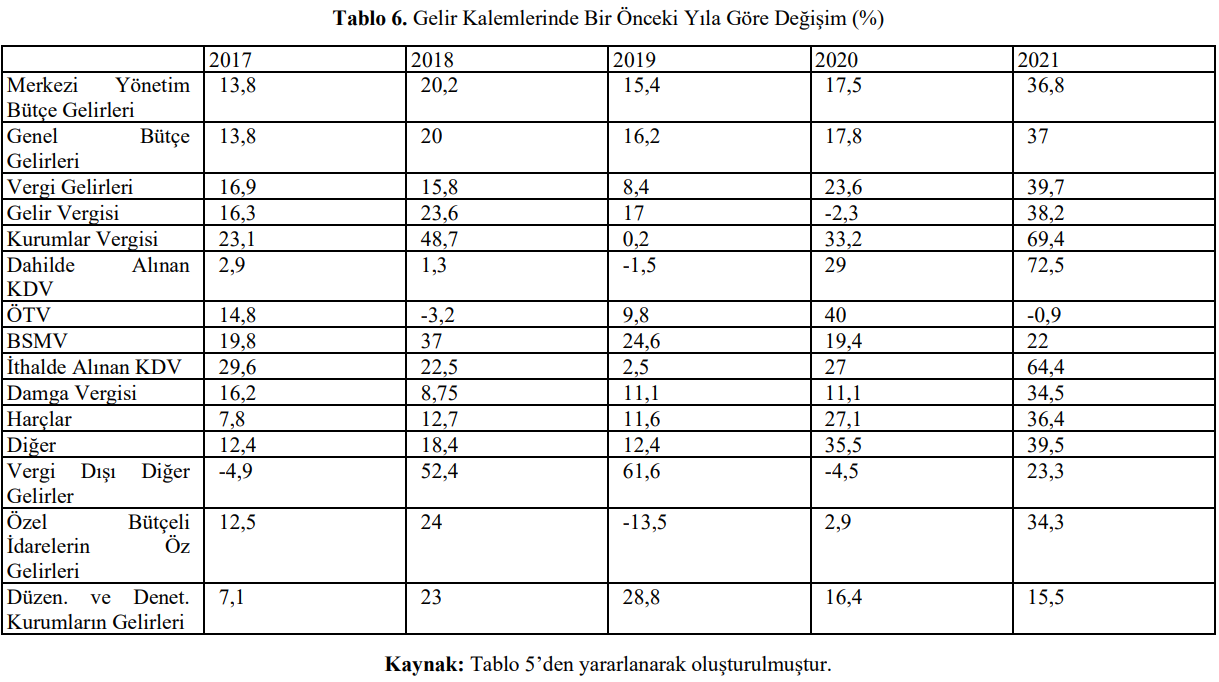 Tablo 6. Gelir Kalemlerinde Bir Önceki Yıla Göre Değişim (%)
2017 2018 2019 2020 2021
Merkezi Yönetim 13,8 20,2 15,4 17,5 36,8
Bütçe Gelirleri
Genel Bütçe 13,8 20 16,2 17,8 37
Gelirleri
Vergi Gelirleri 16,9 15,8 8,4 23,6 39,7
Gelir Vergisi 16,3 23,6 17 -2,3 38,2
Kurumlar Vergisi 23,1 48,7 0,2 33,2 69,4
Dahilde Alınan 2,9 1,3 -1,5 29 72,5
KDV
ÖTV 14,8 -3,2 9,8 40 -0,9
BSMV 19,8 37 24,6 19,4 22
İthalde Alınan KDV 29,6 22,5 2,5 27 64,4
Damga Vergisi 16,2 8,75 11,1 11,1 34,5
Harçlar 7,8 12,7 11,6 27,1 36,4
Diğer 12,4 18,4 12,4 35,5 39,5
Vergi Dışı Diğer -4,9 52,4 61,6 -4,5 23,3
Gelirler
Özel Bütçeli 12,5 24 -13,5 2,9 34,3
İdarelerin Öz
Gelirleri
Düzen. ve Denet. 7,1 23 28,8 16,4 15,5
Kurumların Gelirleri
Kaynak: Tablo 5’den yararlanarak oluşturulmuştur.